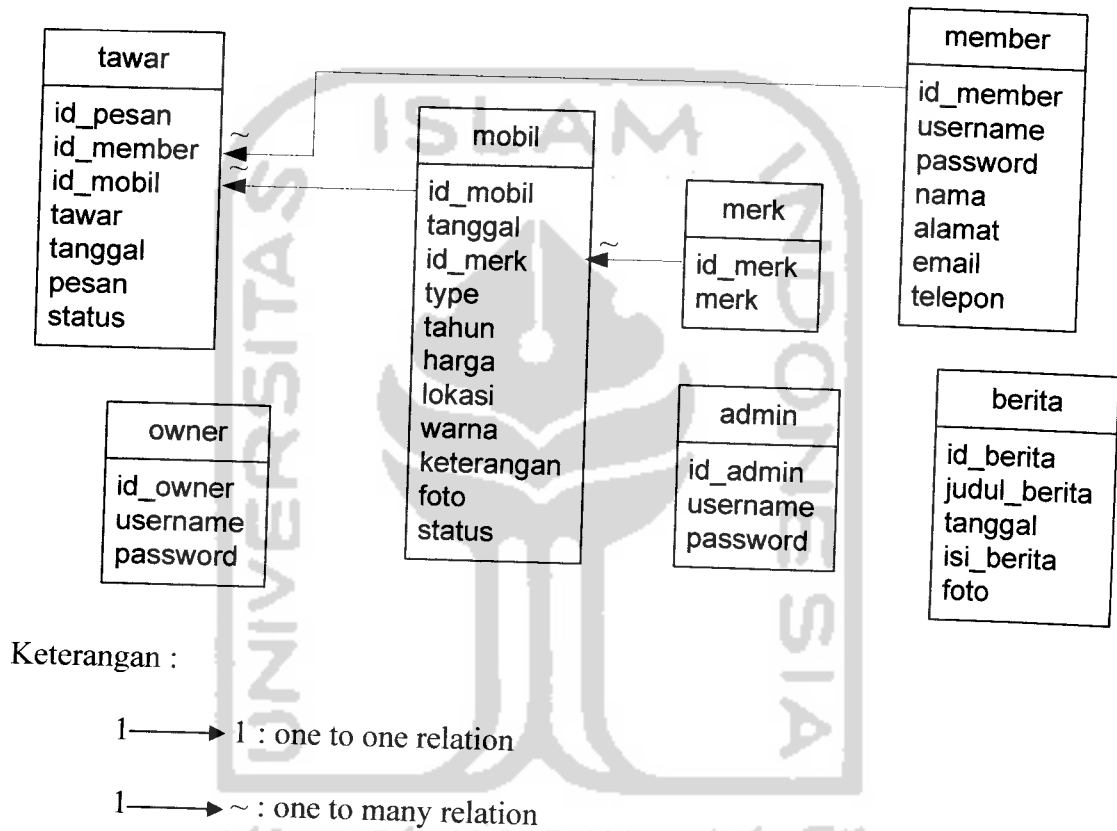 tawar
id_pesan
id_member
id_mobil
tawar
tanggal
pesan
status
~
~
mobil
id_mobil
tanggal
id_merk
type
tahun
harga
lokasi
warna
keterangan
foto
status
~
merk
id_merk
merk
member
id_member
username
password
nama
alamat
email
telepon
owner
id_owner
username
password
admin
id_admin
username
password
berita
id_berita
judul_berita
tanggal
isi_berita
foto
UNIVERSITAS
ISLAM
INDONESIA
Keterangan :
1 1 : one to one relation
1 ~ : one to many relation